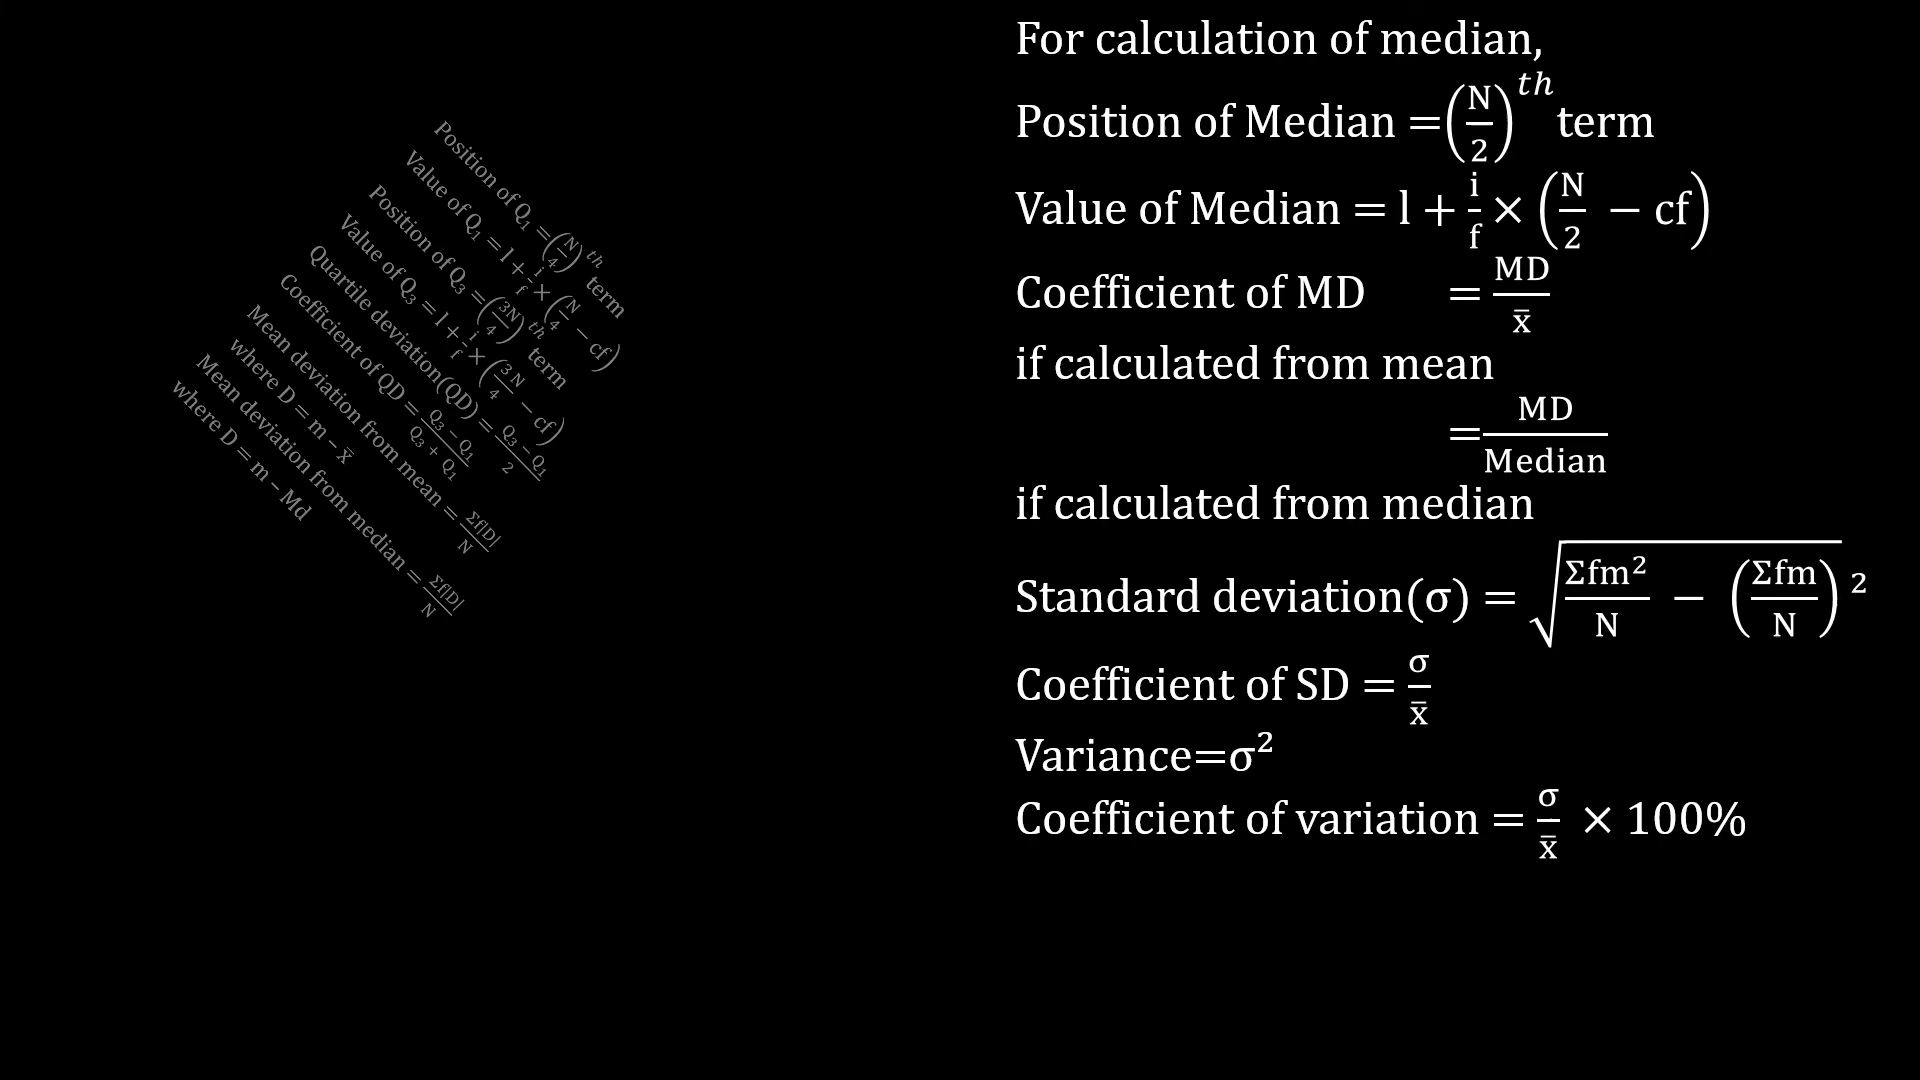 Position of Q₁ =(N/4)ᵗʰ term
Value of Q₁ = l + i/f × (N/4 − cf)
Position of Q₃ =(3N/4)ᵗʰ term
Value of Q₃ = l + i/f × (3 N/4 − cf)
Quartile deviation(QD) = (Q₃ − Q₁)/2
Coefficient of QD = (Q₃ − Q₁)/(Q₃ + Q₁)
Mean deviation from mean = Σf|D|/N
where D = m − x̄
Mean deviation from median = Σf|D|/N
where D = m − Md
For calculation of median,
Position of Median =(N/2)ᵗʰ term
Value of Median = l + i/f × (N/2 − cf)
Coefficient of MD = MD/x̄
if calculated from mean
=MD/Median
if calculated from median
Standard deviation(σ) = √(Σfm²/N − (Σfm/N)) ²
Coefficient of SD = σ/x̄
Variance=σ²
Coefficient of variation = σ/x̄ × 100%